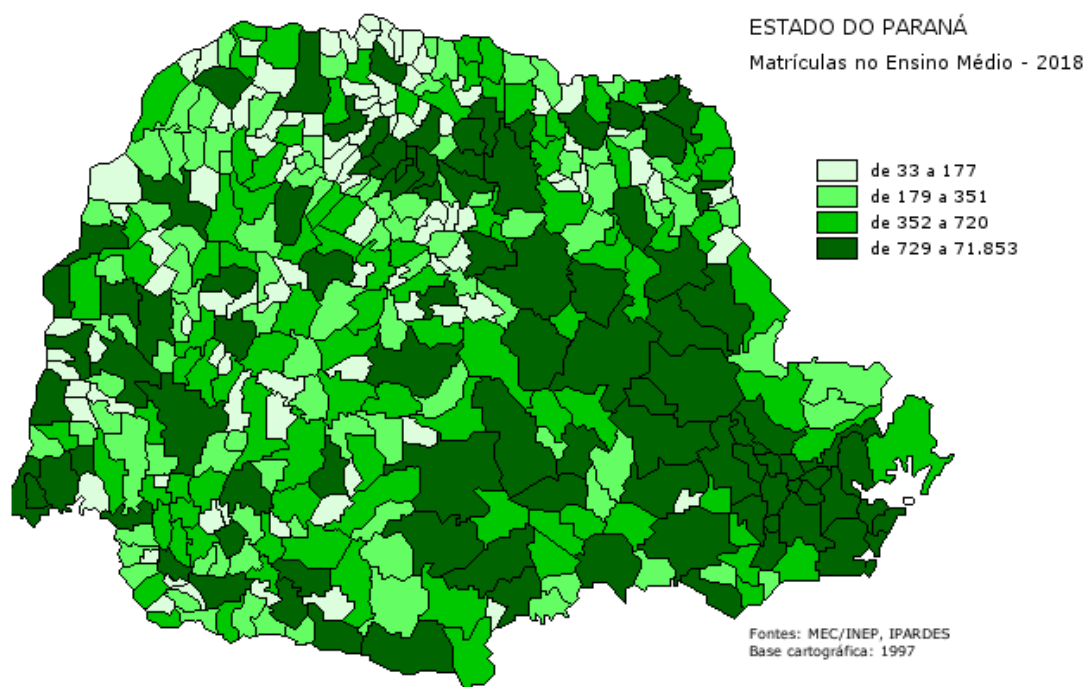 ESTADO DO PARANÁ
Matrículas no Ensino Médio - 2018
de 33 a 177
de 179 a 351
de 352 a 720
de 729 a 71.853
Fontes: MEC/INEP, IPARDES
Base cartográfica: 1997